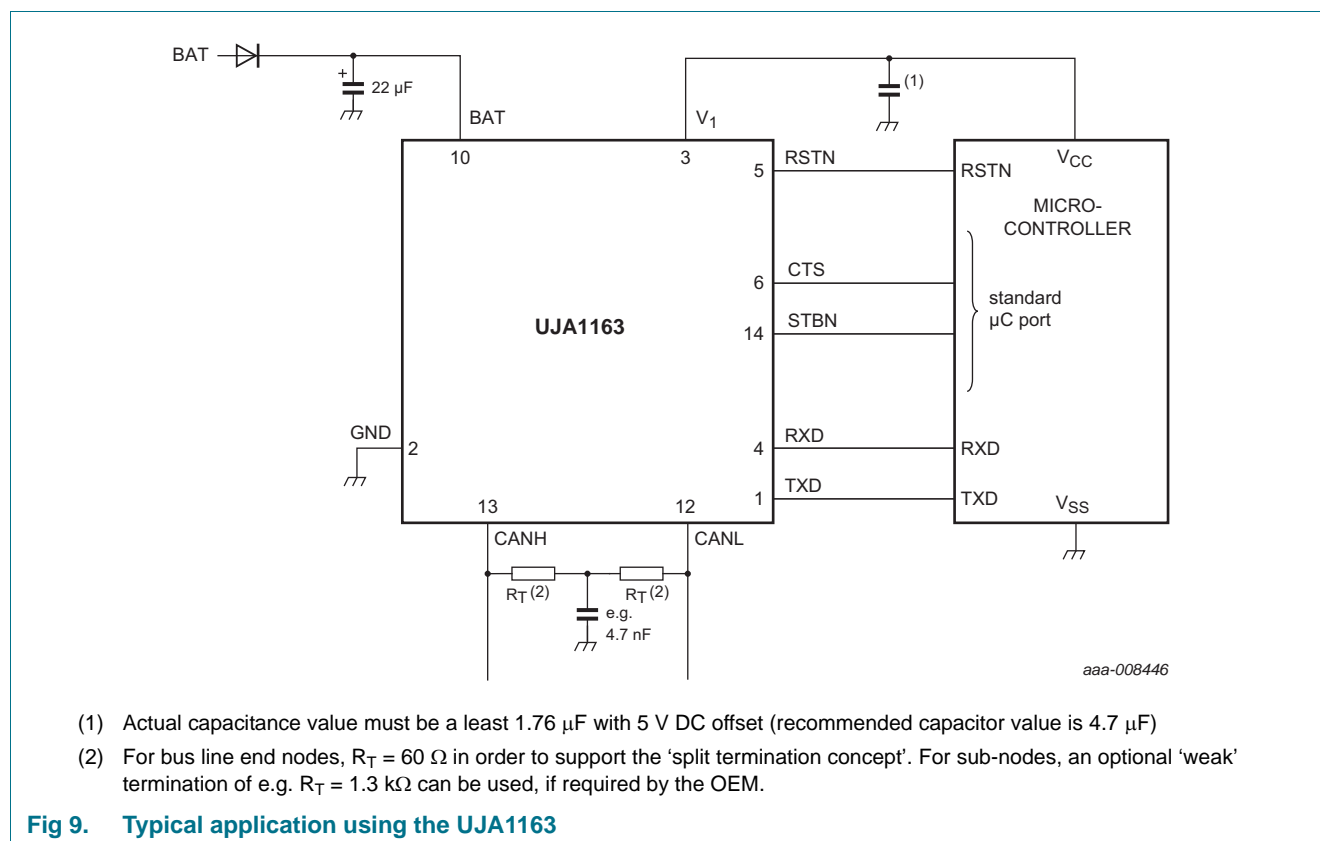 BAT
+
22 µF
(1)
BAT
V1
10
3
VCC
5
RSTN
RSTN
MICRO-
CONTROLLER
6
CTS
standard
µC port
UJA1163
14
STBN
GND
2
4
RXD
RXD
1
TXD
TXD
13
12
VSS
CANH
CANL
RT(2)
RT(2)
e.g.
4.7 nF
aaa-008446
(1) Actual capacitance value must be a least 1.76 µF with 5 V DC offset (recommended capacitor value is 4.7 µF)
(2) For bus line end nodes, RT = 60 Ω in order to support the ‘split termination concept’. For sub-nodes, an optional ‘weak’
termination of e.g. RT = 1.3 kΩ can be used, if required by the OEM.
Fig 9. Typical application using the UJA1163